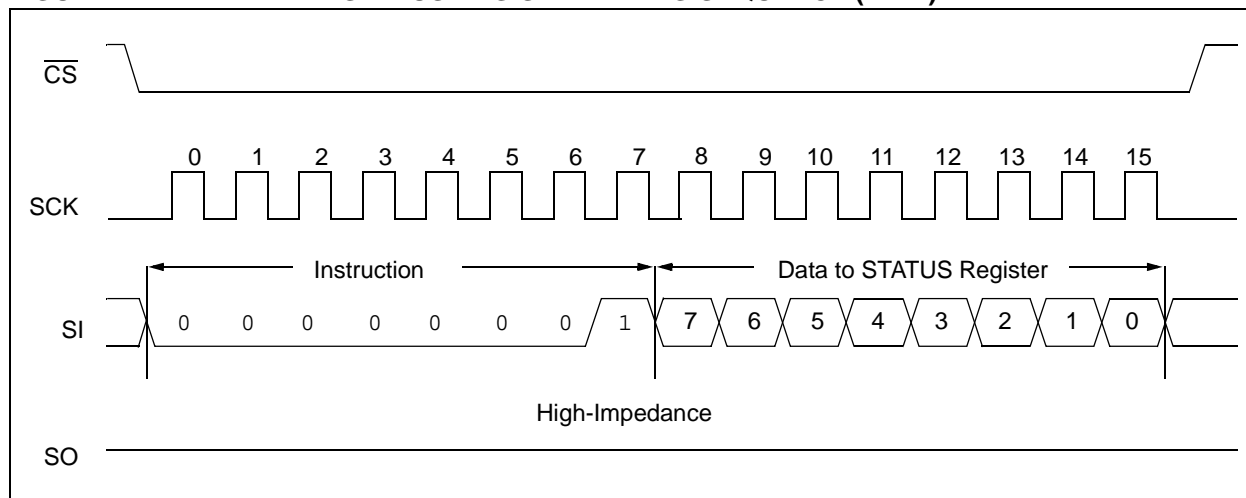 CS
0 1 2 3 4 5 6 7 8 9 10 11 12 13 14 15
SCK
Instruction Data to STATUS Register
SI 0 0 0 0 0 0 0 1 7 6 5 4 3 2 1 0
High-Impedance
SO